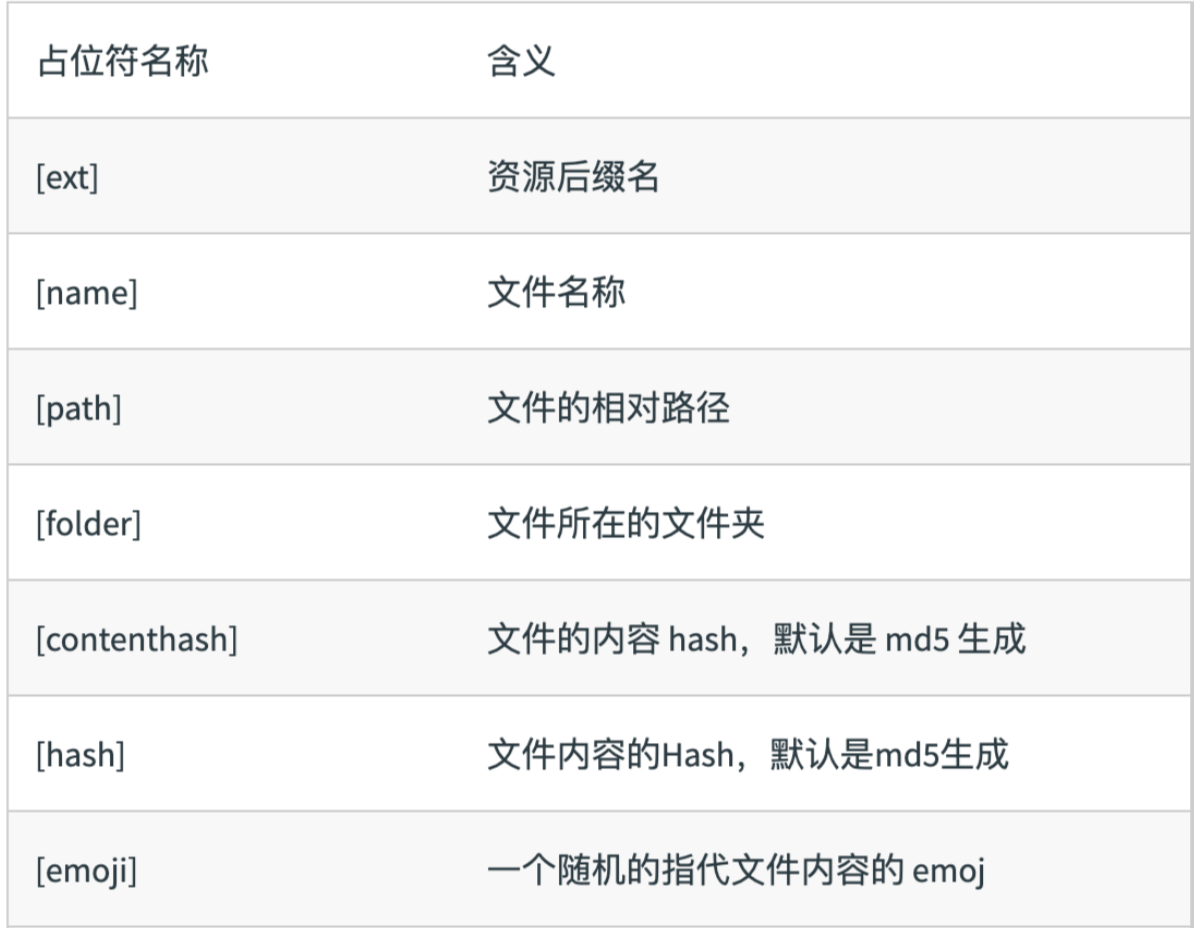 占位符名称 含义
[ext] 资源后缀名
[name] 文件名称
[path] 文件的相对路径
[folder] 文件所在的文件夹
[contenthash] 文件的内容 hash，默认是 md5 生成
[hash] 文件内容的Hash，默认是md5生成
[emoji] 一个随机的指代文件内容的 emoj